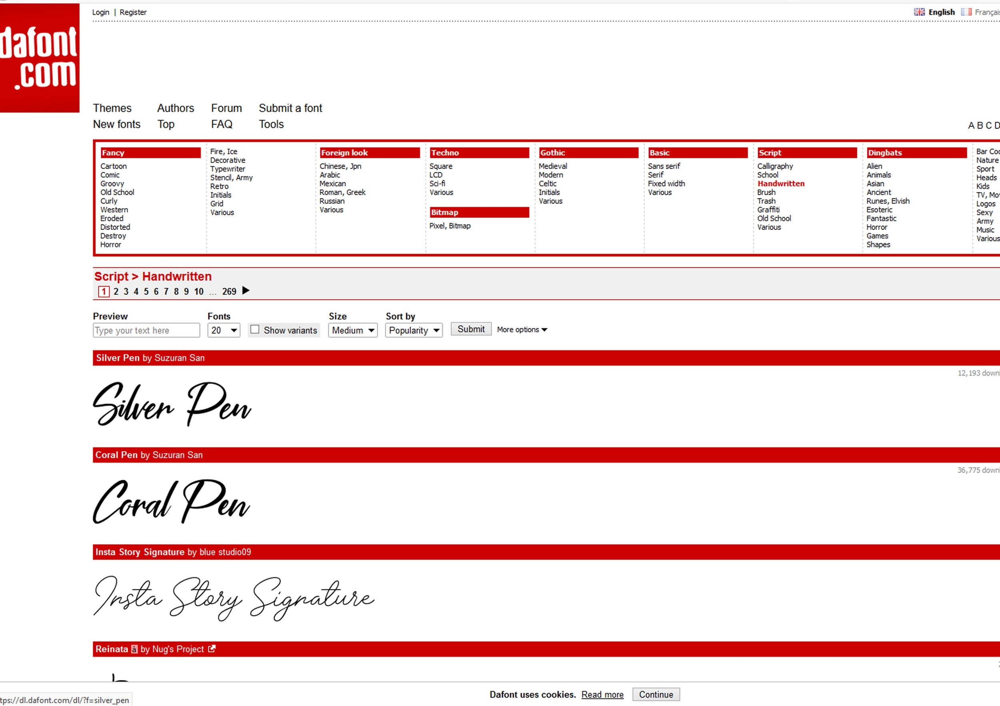 Login | Register
English Françai
dafont
.com
Themes Authors Forum Submit a font
New fonts Top FAQ Tools
A B C D
Fancy
Cartoon
Comic
Groovy
Old School
Curly
Western
Eroded
Distorted
Destroy
Horror
Fire, Ice
Decorative
Typewriter
Stencil, Army
Retro
Initials
Grid
Various
Foreign look
Chinese, Jpn
Arabic
Mexican
Roman, Greek
Russian
Various
Techno
Square
LCD
Sci-fi
Various
Bitmap
Pixel, Bitmap
Gothic
Medieval
Modern
Celtic
Initials
Various
Basic
Sans serif
Serif
Fixed width
Various
Script
Calligraphy
School
Handwritten
Brush
Trash
Graffiti
Old School
Various
Dingbats
Alien
Animals
Asian
Ancient
Runes, Elvish
Esoteric
Fantastic
Horror
Games
Shapes
Bar Coo
Nature
Sport
Heads
Kids
TV, Mov
Logos
Sexy
Army
Music
Various
Script > Handwritten
1 2 3 4 5 6 7 8 9 10 ... 269
Preview Fonts Size Sort by
Type your text here 20 Show variants Medium Popularity Submit More options
Silver Pen by Suzuran San
12,193 down
Silver Pen
Coral Pen by Suzuran San
36,775 down
Coral Pen
Insta Story Signature by blue studio09
Insta Story Signature
Reinata à by Nug's Project
Dafont uses cookies. Read more Continue
tps://dl.dafont.com/dl/?f=silver_pen